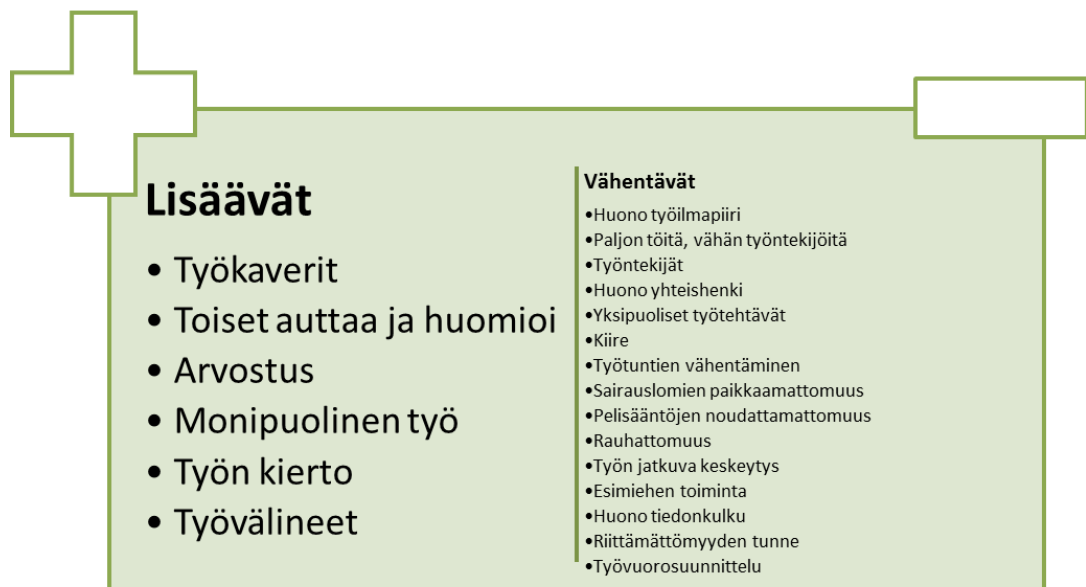 Lisäävät
• Työkaverit
• Toiset auttaa ja huomioi
• Arvostus
• Monipuolinen työ
• Työn kierto
• Työvälineet
Vähentävät
•Huono työilmapiiri
•Paljon töitä, vähän työntekijöitä
•Työntekijät
•Huono yhteishenki
•Yksipuoliset työtehtävät
•Kiire
•Työtuntien vähentäminen
•Sairauslomien paikkaamattomuus
•Pelisääntöjen noudattamattomuus
•Rauhattomuus
•Työn jatkuva keskeytys
•Esimiehen toiminta
•Huono tiedonkulku
•Riittämättömyyden tunne
•Työvuorosuunnittelu